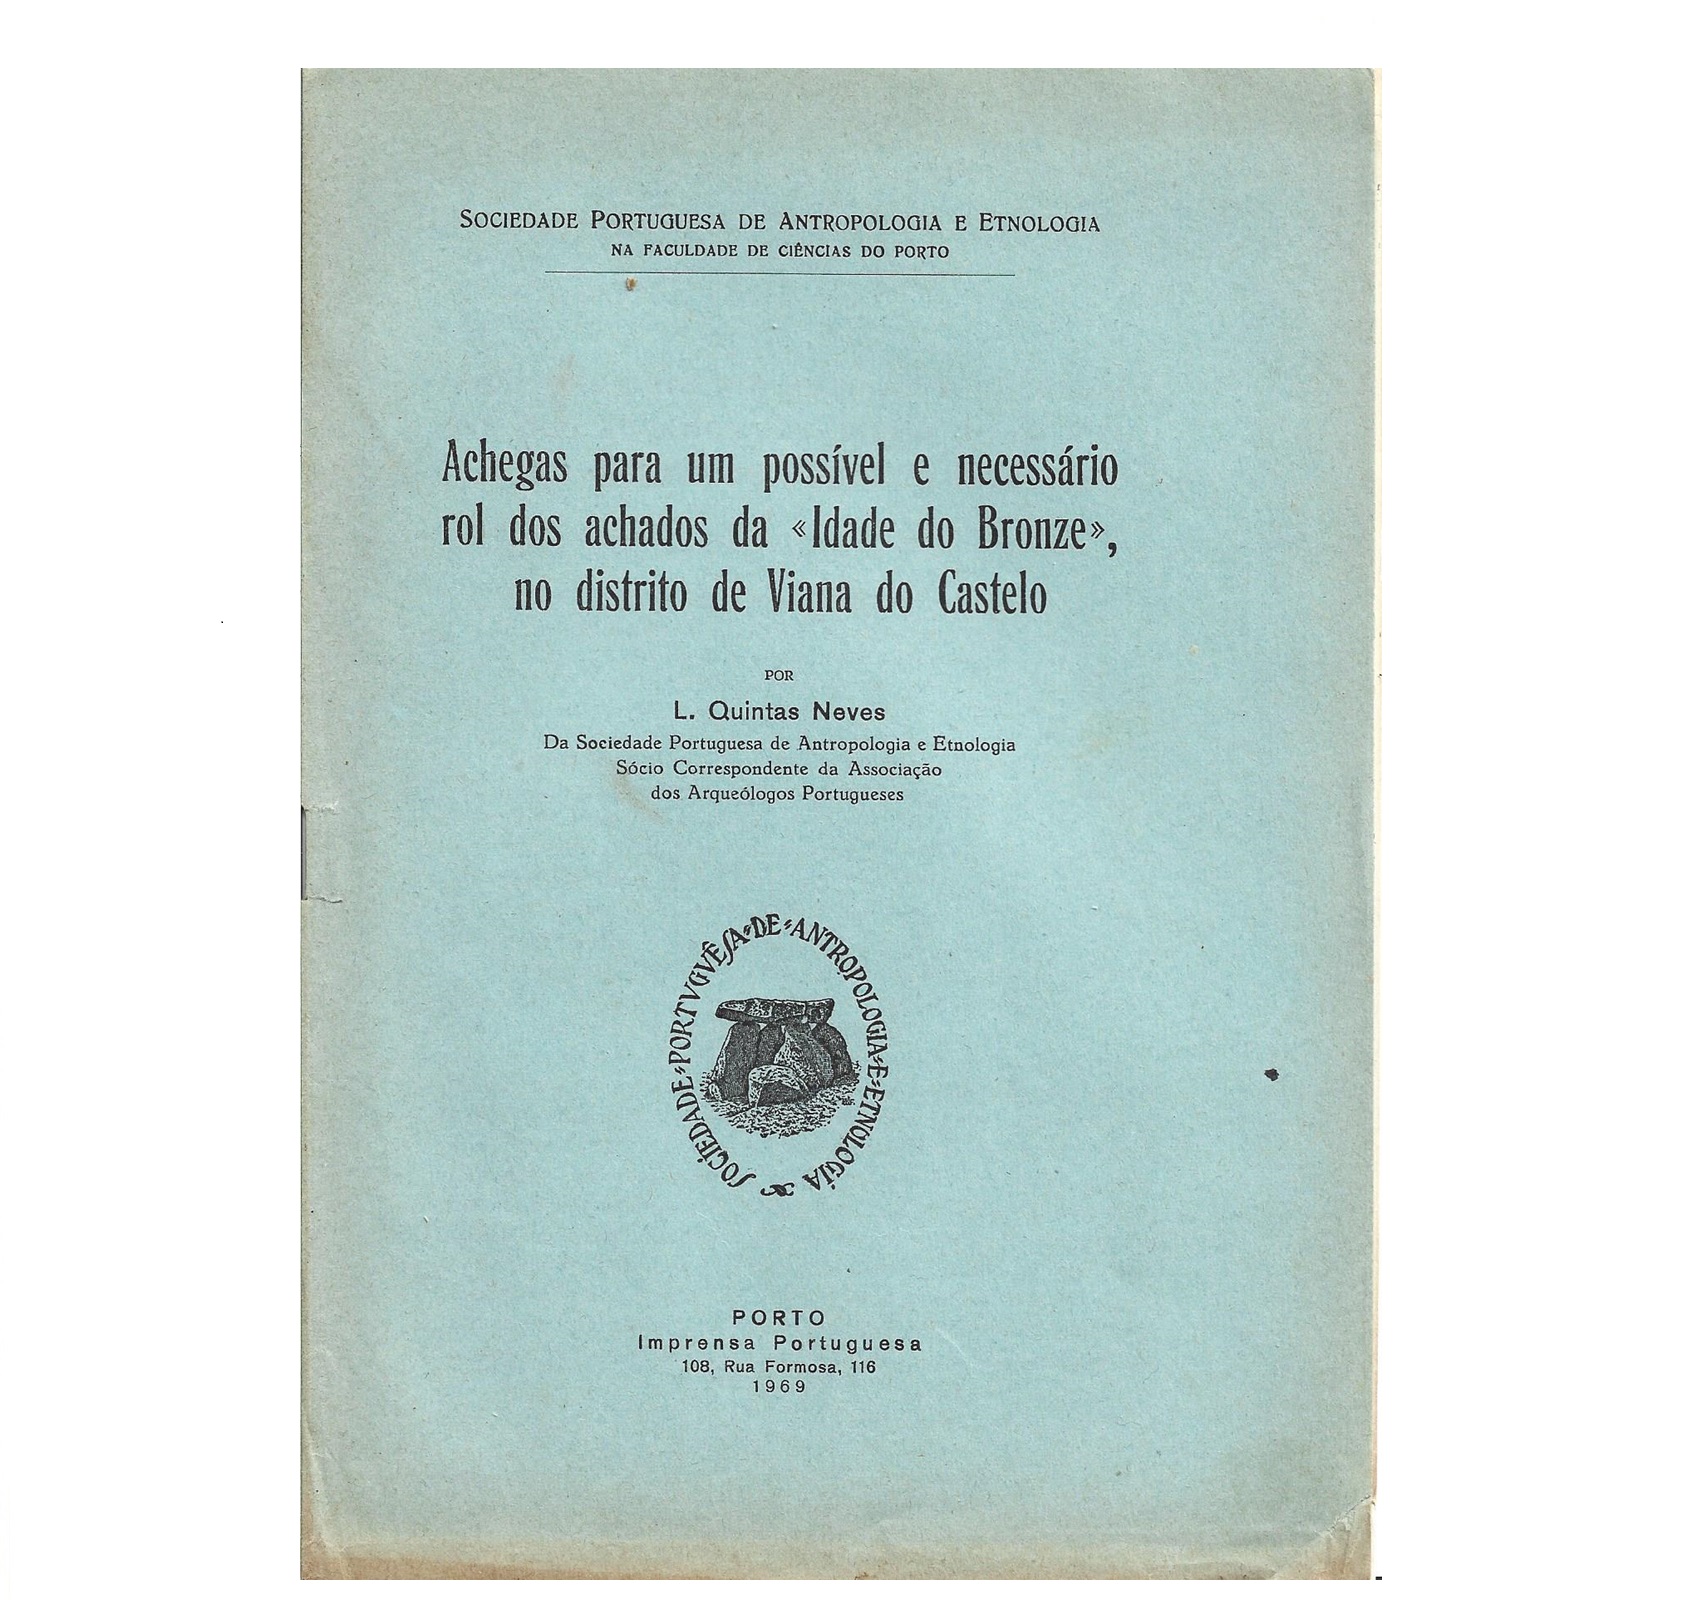 SOCIEDADE PORTUGUESA DE ANTROPOLOGIA E ETNOLOGIA
NA FACULDADE DE CIÊNCIAS DO PORTO
Achegas para um possível e necessário
rol dos achados da «Idade do Bronze»,
no distrito de Viana do Castelo
POR
L. Quintas Neves
Da Sociedade Portuguesa de Antropologia e Etnologia
Sócio Correspondente da Associação
dos Arqueólogos Portugueses
SOCIEDADE PORTVGVÊSA DE ANTROPOLOGIA E ETNOLOGIA
PORTO
Imprensa Portuguesa
108, Rua Formosa, 116
1969